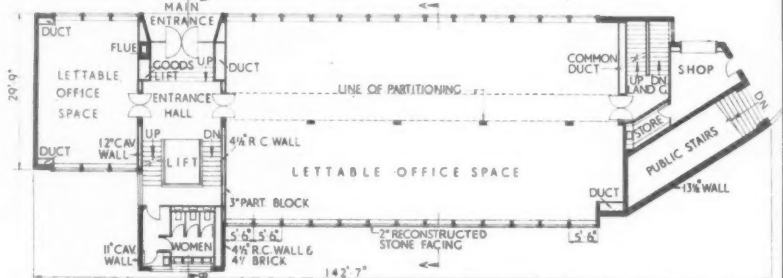 MAIN
ENTRANCE
DUCT
FLUE
GOODS
LIFT
UP
DUCT
LETTABLE
OFFICE
SPACE
29'·9"
ENTRANCE
HALL
LINE OF PARTITIONING
COMMON
DUCT
UP
DN
LAND G.
SHOP
DN
STORE
PUBLIC STAIRS
UP
DN
12" CAV.
WALL
LIFT
4½" R C WALL
LETTABLE OFFICE SPACE
DUCT
3" PART. BLOCK
DUCT
13½" WALL
WOMEN
11" CAV.
WALL
5'·6"
5'·6"
2" RECONSTRUCTED
STONE FACING
5'·6"
4½" R.C. WALL &
4½" BRICK
142'·7"